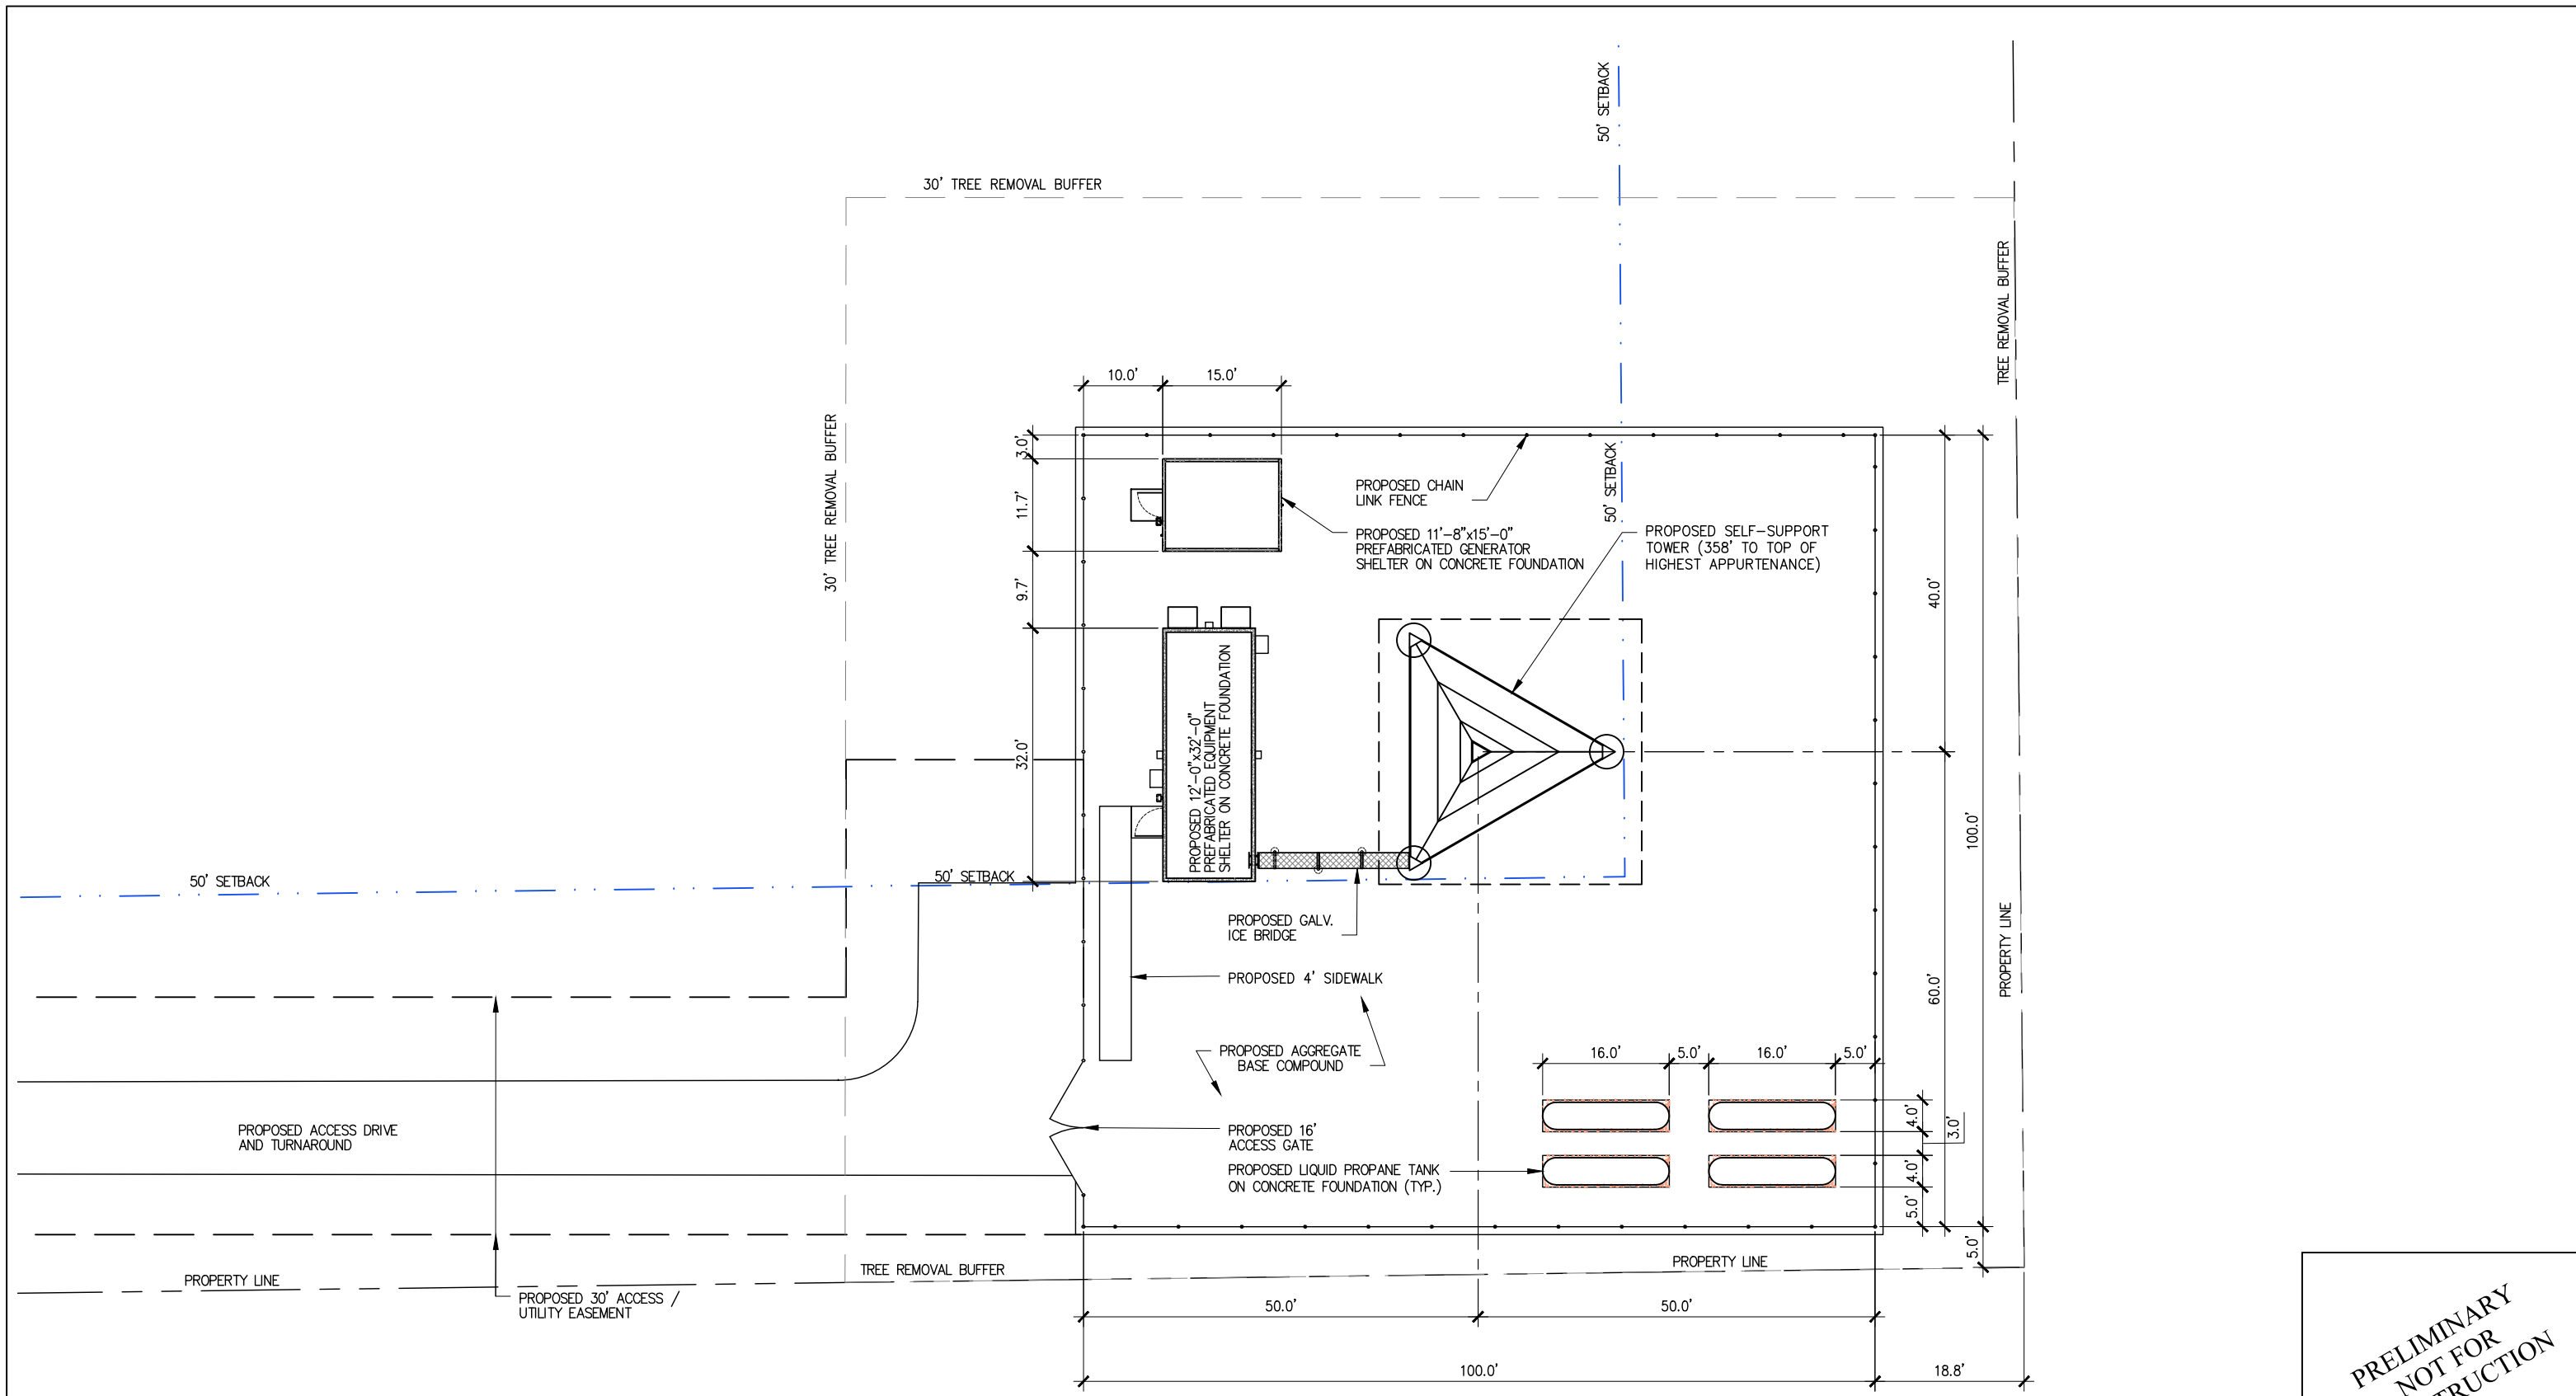 50' SETBACK
30' TREE REMOVAL BUFFER
TREE REMOVAL BUFFER
10.0'
15.0'
30' TREE REMOVAL BUFFER
3.0'
11.7'
9.7'
32.0'
50' SETBACK
PROPOSED CHAIN
LINK FENCE
PROPOSED 11'-8"x15'-0"
PREFABRICATED GENERATOR
SHELTER ON CONCRETE FOUNDATION
PROPOSED SELF-SUPPORT
TOWER (358' TO TOP OF
HIGHEST APPURTENANCE)
40.0'
100.0'
60.0'
PROPOSED 12'-0"x32'-0"
PREFABRICATED EQUIPMENT
SHELTER ON CONCRETE FOUNDATION
50' SETBACK
50' SETBACK
PROPOSED GALV.
ICE BRIDGE
PROPERTY LINE
PROPOSED 4' SIDEWALK
PROPOSED AGGREGATE
BASE COMPOUND
16.0'
5.0'
16.0'
5.0'
PROPOSED ACCESS DRIVE
AND TURNAROUND
PROPOSED 16'
ACCESS GATE
PROPOSED LIQUID PROPANE TANK
ON CONCRETE FOUNDATION (TYP.)
4.0'
3.0'
4.0'
5.0'
5.0'
PROPERTY LINE
TREE REMOVAL BUFFER
PROPERTY LINE
PROPOSED 30' ACCESS /
UTILITY EASEMENT
50.0'
50.0'
100.0'
18.8'
PRELIMINARY
NOT FOR